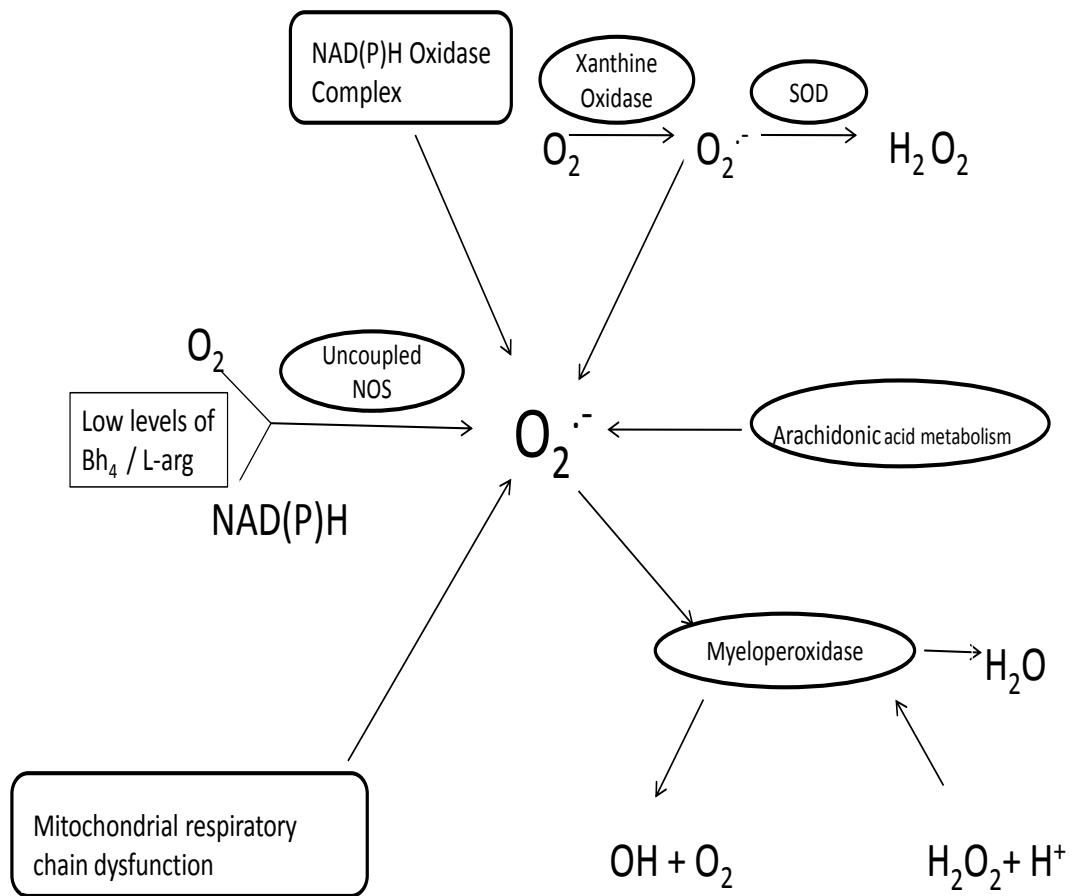 NAD(P)H Oxidase
Complex
Xanthine
Oxidase
SOD
O₂
O₂·-
H₂O₂
O₂
Uncoupled
NOS
Low levels of
Bh₄ / L-arg
NAD(P)H
O₂·-
Arachidonic acid metabolism
Myeloperoxidase
H₂O
Mitochondrial respiratory
chain dysfunction
OH + O₂
H₂O₂+ H⁺